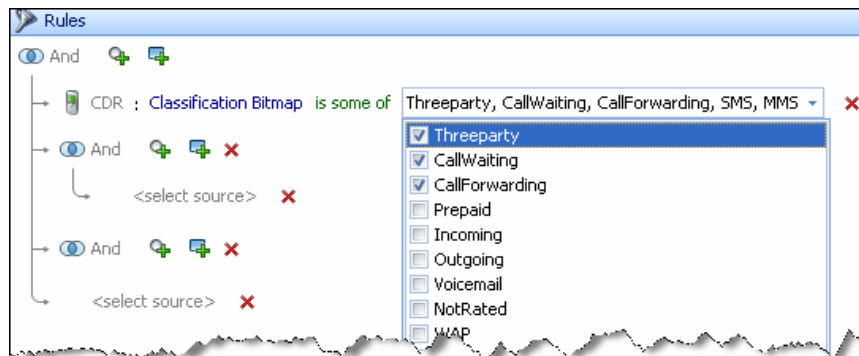 Rules
And
CDR : Classification Bitmap is some of Threeparty, CallWaiting, CallForwarding, SMS, MMS
Threeparty
And
CallWaiting
CallForwarding
<select source>
Prepaid
Incoming
And
Outgoing
Voicemail
<select source>
NotRated
WAP